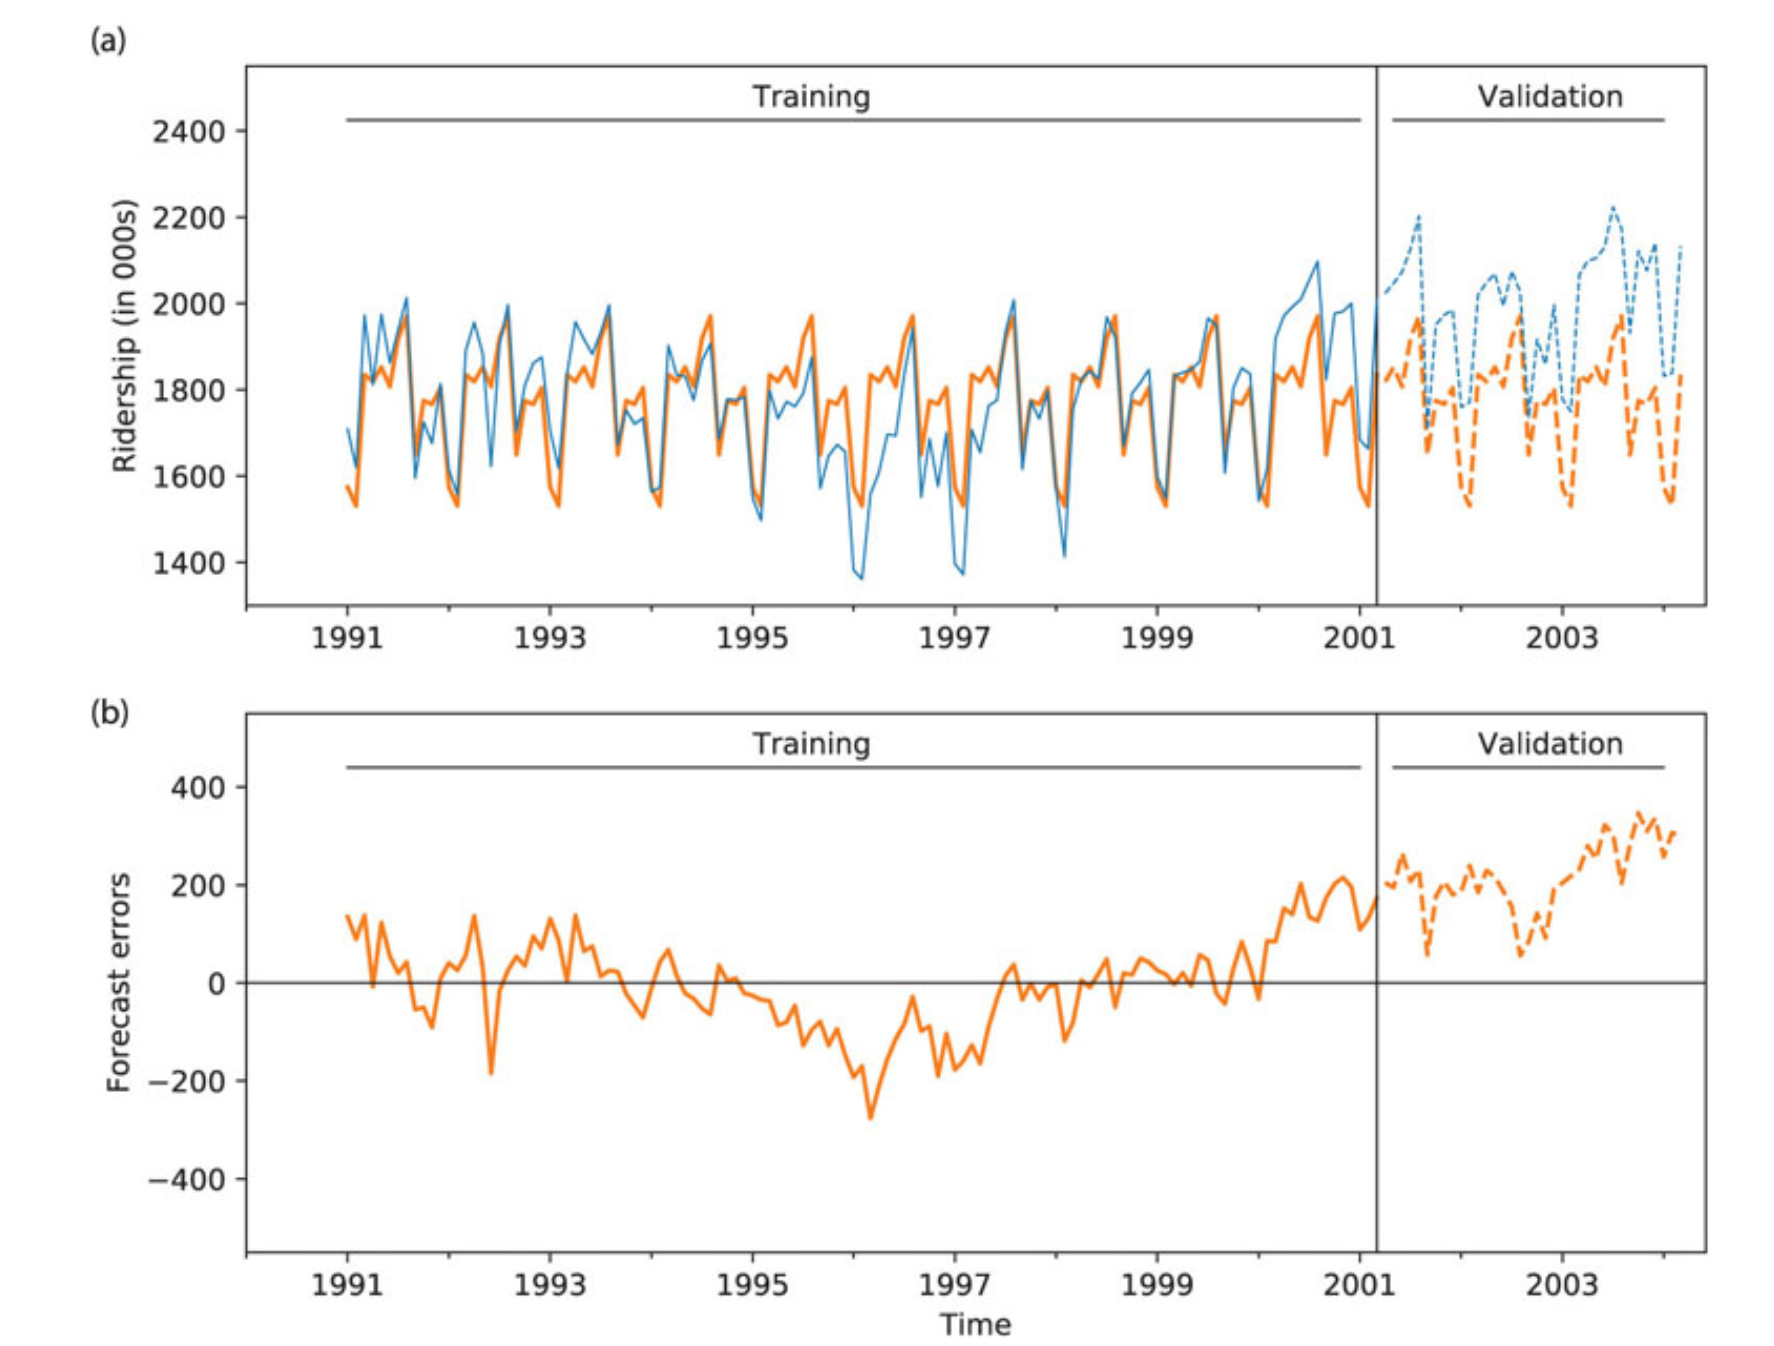 (a)
Training Validation
2400
2200
2000
1800
1600
1400
Ridership (in 000s)
1991 1993 1995 1997 1999 2001 2003
(b)
Training Validation
400
200
0
−200
−400
Forecast errors
1991 1993 1995 1997 1999 2001 2003
Time